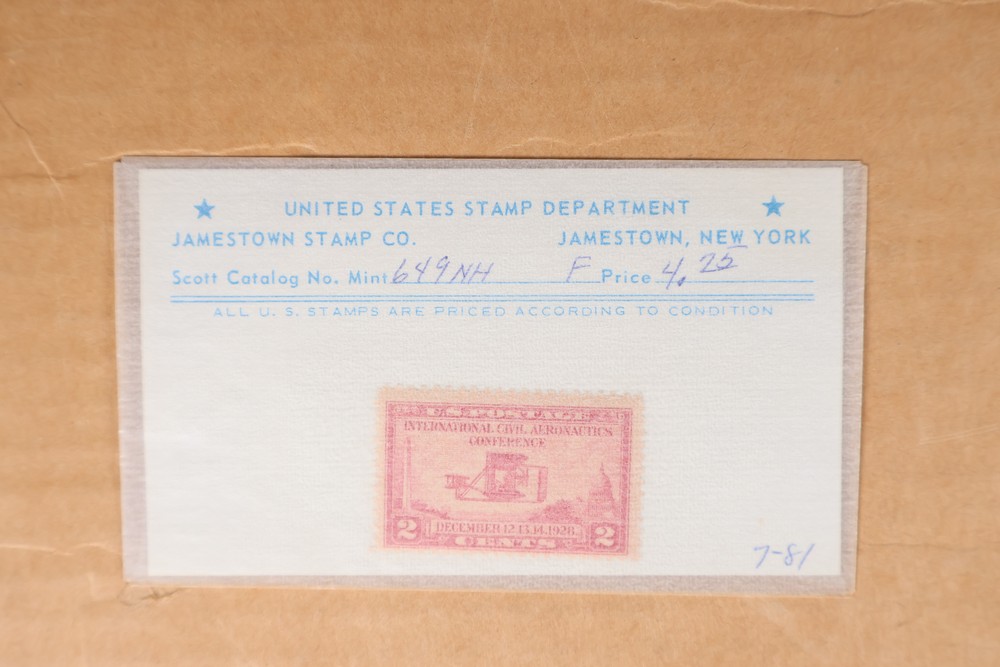 ★ UNITED STATES STAMP DEPARTMENT ★
JAMESTOWN STAMP CO. JAMESTOWN, NEW YORK
Scott Catalog No. Mint 649NH F Price 4.25
ALL U. S. STAMPS ARE PRICED ACCORDING TO CONDITION
U.S. POSTAGE
INTERNATIONAL CIVIL AERONAUTICS
CONFERENCE
2 DECEMBER 12.13.14.1928 2
CENTS
7-81